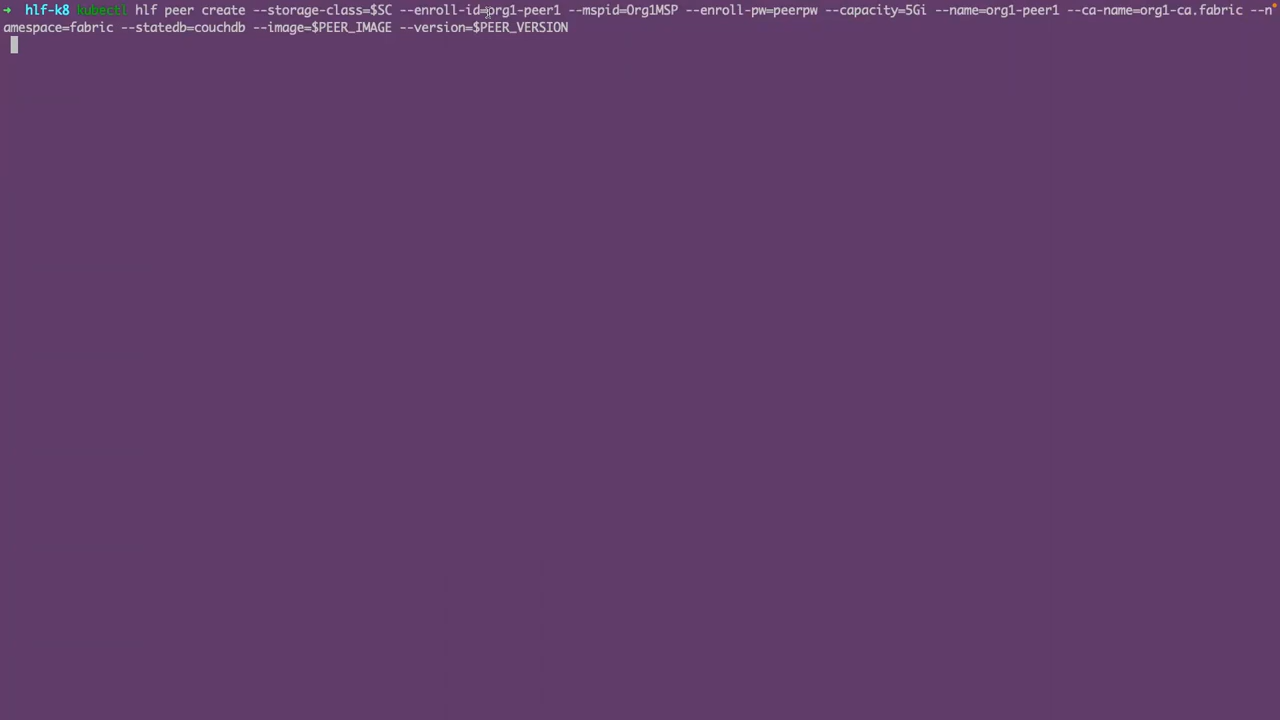 ➜  hlf-k8 kubectl hlf peer create --storage-class=$SC --enroll-id=org1-peer1 --mspid=Org1MSP --enroll-pw=peerpw --capacity=5Gi --name=org1-peer1 --ca-name=org1-ca.fabric --n
amespace=fabric --statedb=couchdb --image=$PEER_IMAGE --version=$PEER_VERSION